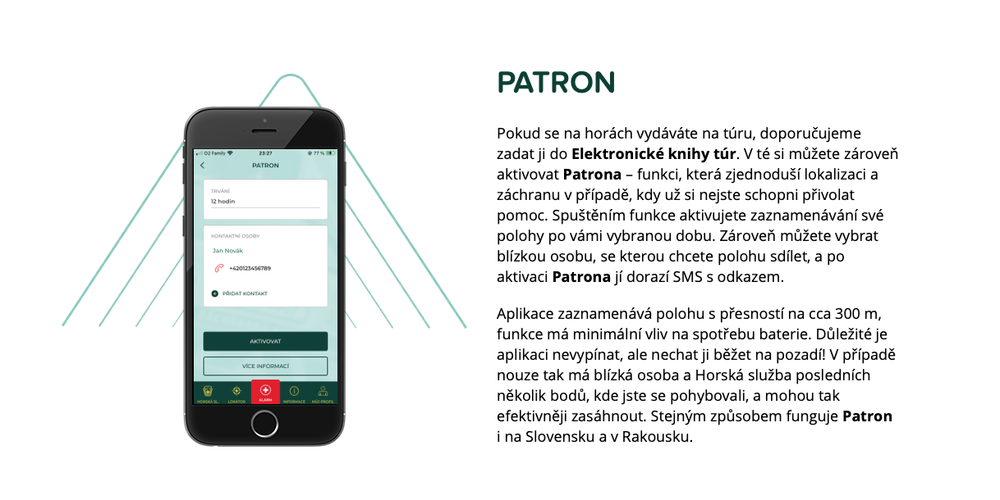 PATRON
Pokud se na horách vydáváte na túru, doporučujeme
zadat ji do Elektronické knihy túr. V té si můžete zároveň
aktivovat Patrona – funkci, která zjednoduší lokalizaci a
záchranu v případě, kdy už si nejste schopni přivolat
pomoc. Spuštěním funkce aktivujete zaznamenávání své
polohy po vámi vybranou dobu. Zároveň můžete vybrat
blízkou osobu, se kterou chcete polohu sdílet, a po
aktivaci Patrona jí dorazí SMS s odkazem.
Aplikace zaznamenává polohu s přesností na cca 300 m,
funkce má minimální vliv na spotřebu baterie. Důležité je
aplikaci nevypínat, ale nechat ji běžet na pozadí! V případě
nouze tak má blízká osoba a Horská služba posledních
několik bodů, kde jste se pohybovali, a mohou tak
efektivněji zasáhnout. Stejným způsobem funguje Patron
i na Slovensku a v Rakousku.
O2 Family 23:27 77 %
PATRON
TRVÁNÍ
12 hodin
KONTAKTNÍ OSOBY
Jan Novák
+420123456789
PŘIDAT KONTAKT
AKTIVOVAT
VÍCE INFORMACÍ
HORSKÁ SL. LOKÁTOR ALARM INFORMACE MŮJ PROFIL